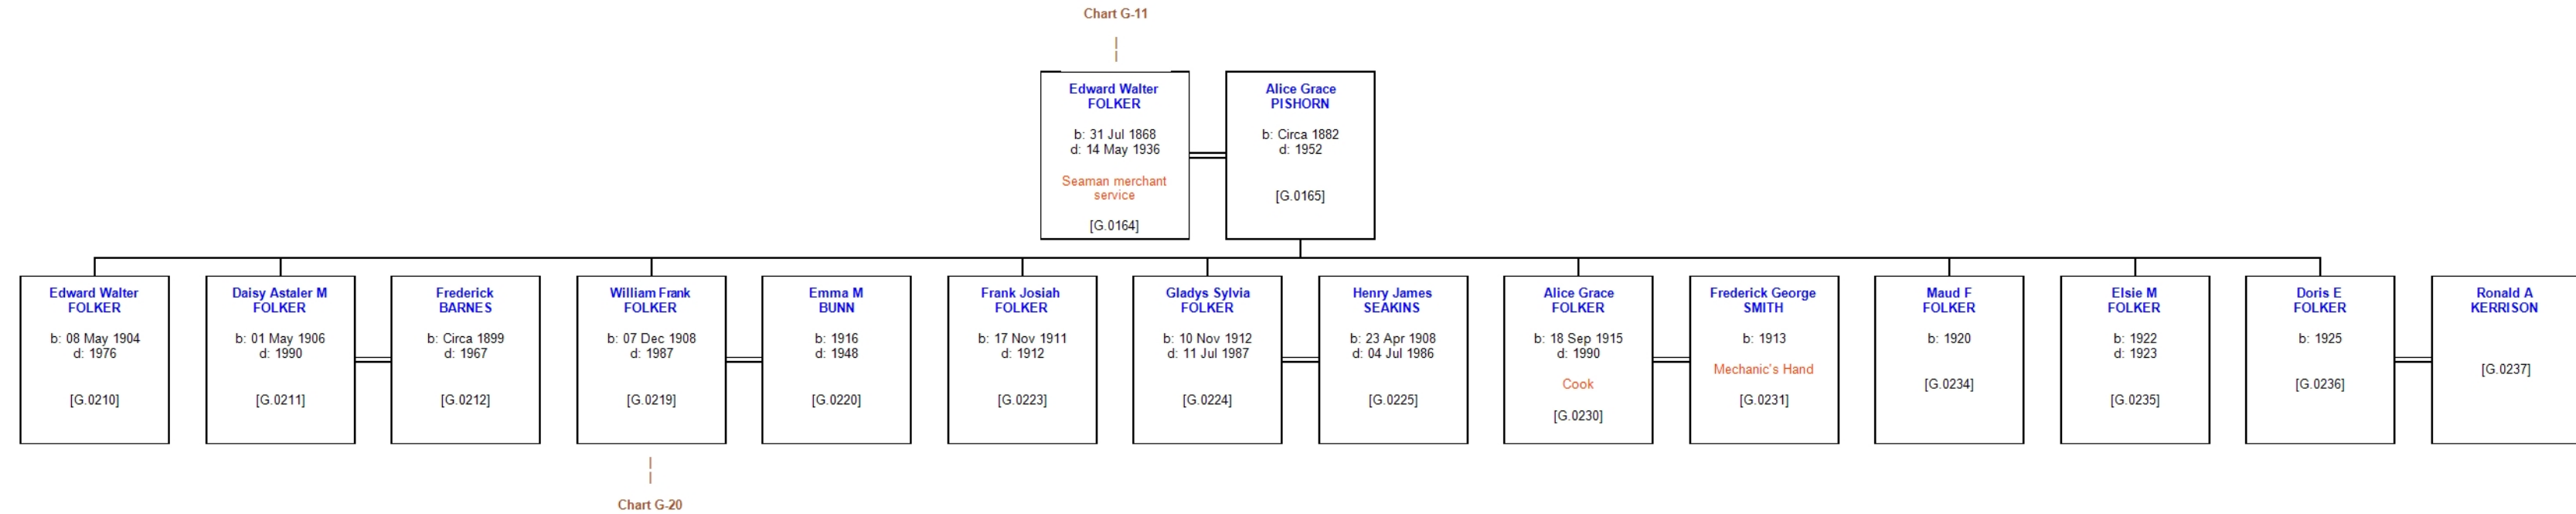 Chart G-11
Edward Walter
FOLKER
b: 31 Jul 1868
d: 14 May 1936
Seaman merchant
service
[G.0164]
Alice Grace
PISHORN
b: Circa 1882
d: 1952
[G.0165]
Edward Walter
FOLKER
b: 08 May 1904
d: 1976
[G.0210]
Daisy Astaler M
FOLKER
b: 01 May 1906
d: 1990
[G.0211]
Frederick
BARNES
b: Circa 1899
d: 1967
[G.0212]
William Frank
FOLKER
b: 07 Dec 1908
d: 1987
[G.0219]
Emma M
BUNN
b: 1916
d: 1948
[G.0220]
Frank Josiah
FOLKER
b: 17 Nov 1911
d: 1912
[G.0223]
Gladys Sylvia
FOLKER
b: 10 Nov 1912
d: 11 Jul 1987
[G.0224]
Henry James
SEAKINS
b: 23 Apr 1908
d: 04 Jul 1986
[G.0225]
Alice Grace
FOLKER
b: 18 Sep 1915
d: 1990
Cook
[G.0230]
Frederick George
SMITH
b: 1913
Mechanic's Hand
[G.0231]
Maud F
FOLKER
b: 1920
[G.0234]
Elsie M
FOLKER
b: 1922
d: 1923
[G.0235]
Doris E
FOLKER
b: 1925
[G.0236]
Ronald A
KERRISON
[G.0237]
Chart G-20